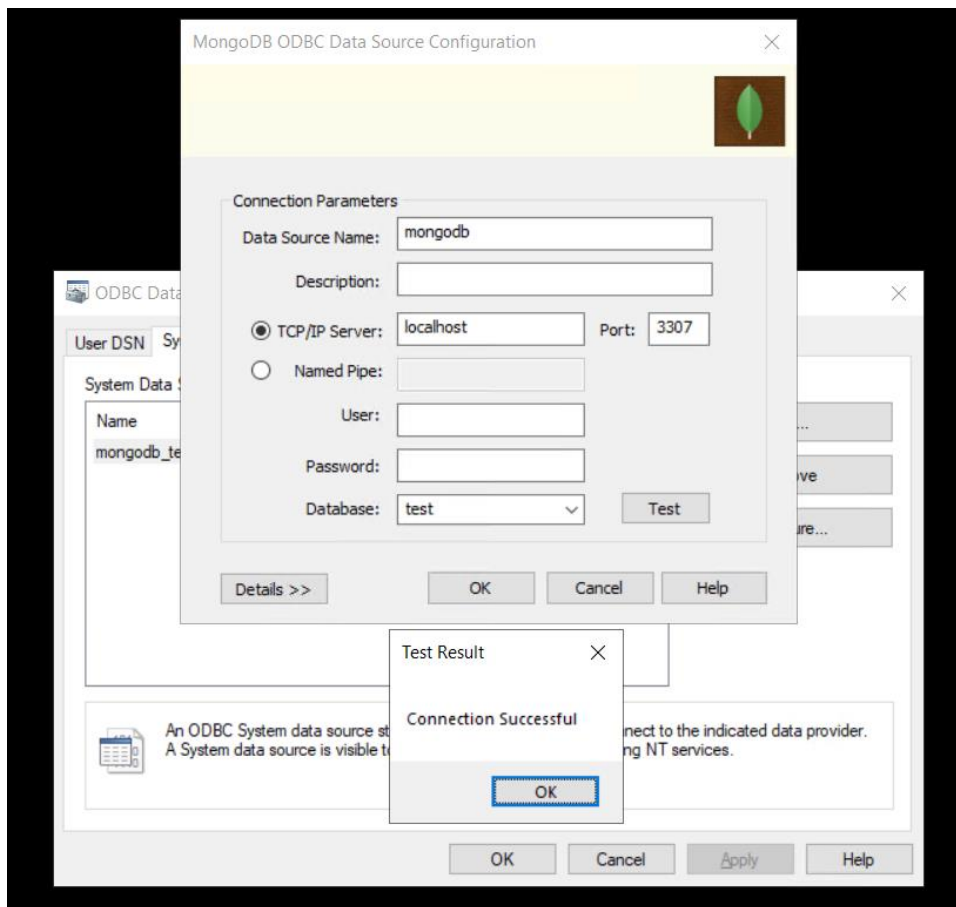 MongoDB ODBC Data Source Configuration
Connection Parameters
Data Source Name: mongodb
Description:
TCP/IP Server: localhost Port: 3307
Named Pipe:
User:
Password:
Database: test Test
Details >> OK Cancel Help
ODBC Data
User DSN Sy
System Data S
Name
mongodb_te
...
ve
ure...
Test Result
Connection Successful
OK
An ODBC System data source st nect to the indicated data provider.
A System data source is visible t ng NT services.
OK Cancel Apply Help